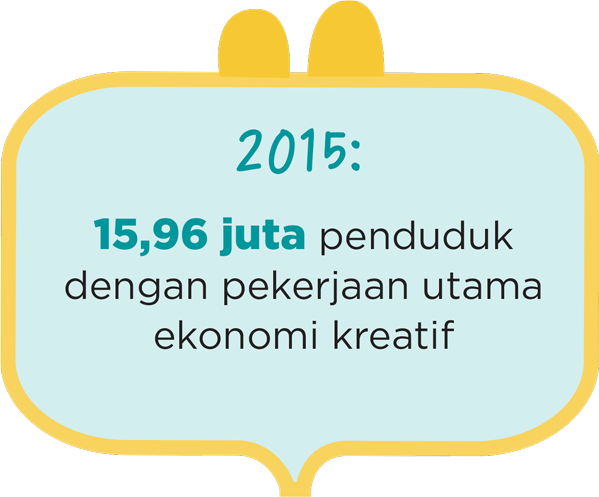 2015:
15,96 juta penduduk
dengan pekerjaan utama
ekonomi kreatif